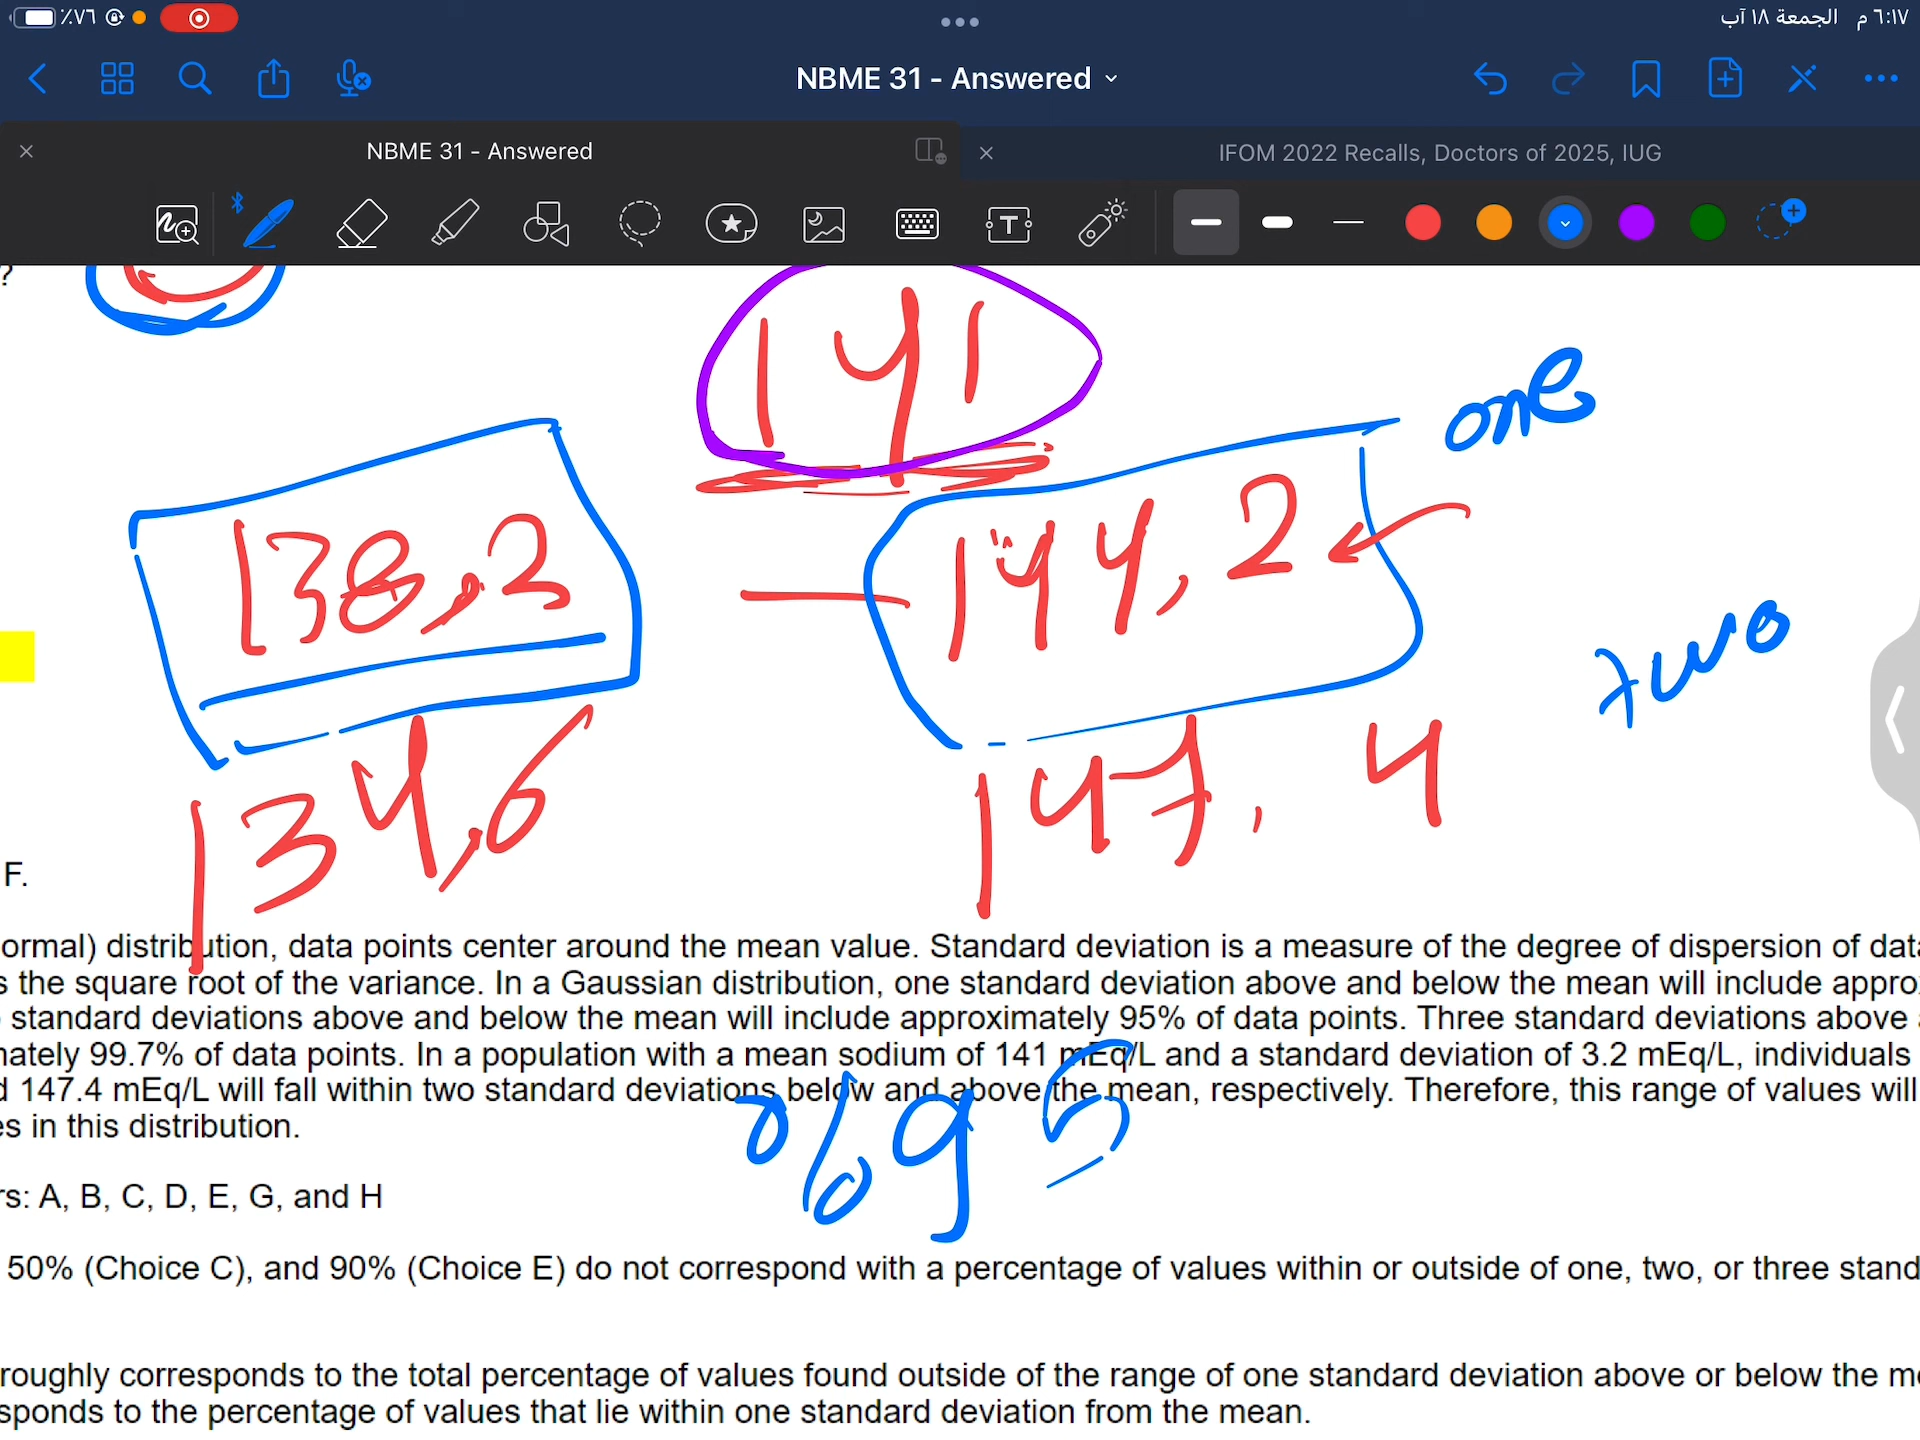 ٪٧٦
٦:١٧ م الجمعة ١٨ آب
NBME 31 - Answered
NBME 31 - Answered
IFOM 2022 Recalls, Doctors of 2025, IUG
T
?
141
one
138,2
144,2
two
134,6
147,4
F.
ormal) distribution, data points center around the mean value. Standard deviation is a measure of the degree of dispersion of data
s the square root of the variance. In a Gaussian distribution, one standard deviation above and below the mean will include appro
standard deviations above and below the mean will include approximately 95% of data points. Three standard deviations above
nately 99.7% of data points. In a population with a mean sodium of 141 mEq/L and a standard deviation of 3.2 mEq/L, individuals
d 147.4 mEq/L will fall within two standard deviations below and above the mean, respectively. Therefore, this range of values will
es in this distribution.
%95
rs: A, B, C, D, E, G, and H
50% (Choice C), and 90% (Choice E) do not correspond with a percentage of values within or outside of one, two, or three stand
roughly corresponds to the total percentage of values found outside of the range of one standard deviation above or below the me
sponds to the percentage of values that lie within one standard deviation from the mean.